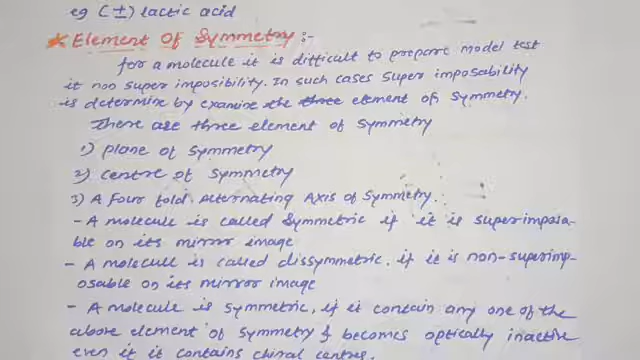 eg (±) lactic acid
* Element Of Symmetry :-
for a molecule it is difficult to prepare model test
it non super imposibility. In such cases super imposability
is determine by examine the three element of symmetry.
There are three element of symmetry
1) plane of symmetry
2) centre of symmetry
3) A four fold Alternating Axis of symmetry.
- A molecule is called symmetric if it is superimposa-
ble on its mirror image
- A molecule is called dissymmetric, if it is non-superimp-
osable on its mirror image
- A molecule is symmetric, if it contain any one of the
above element of symmetry & becomes optically inactive
even if it contains chiral centres.